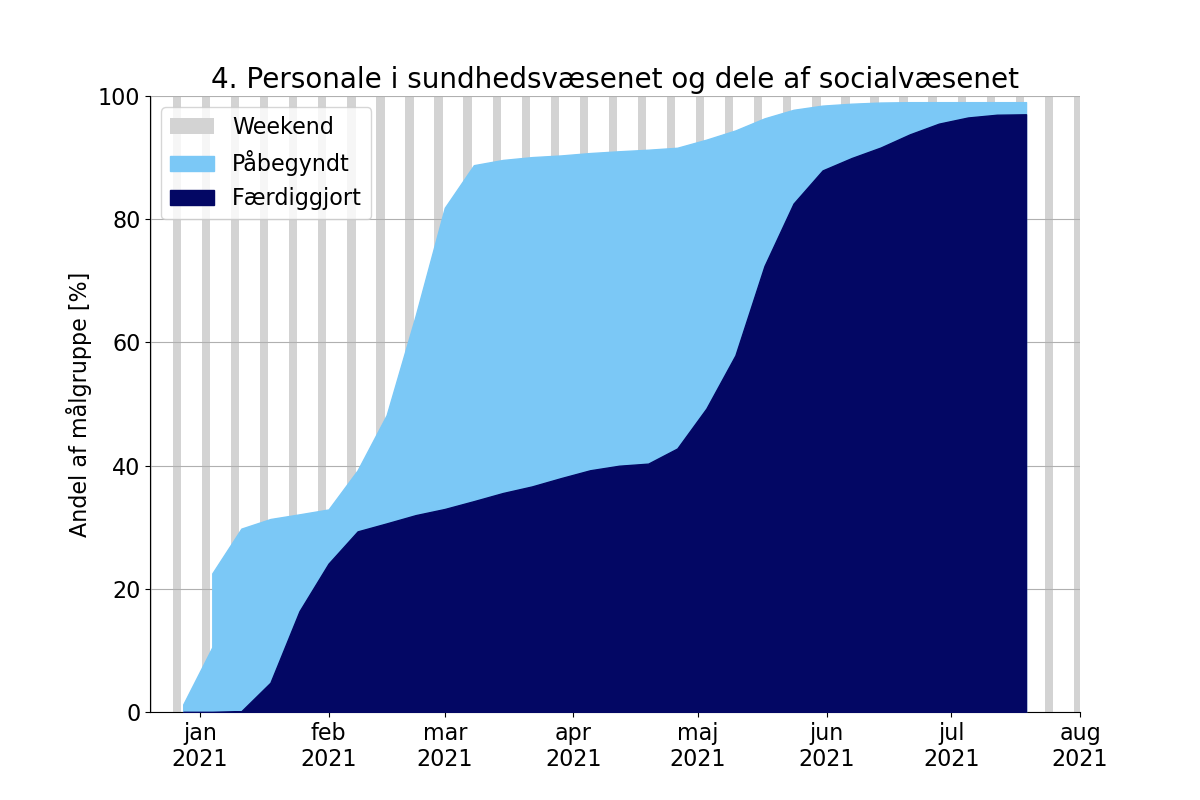 4. Personale i sundhedsvæsenet og dele af socialvæsenet
Weekend
Påbegyndt
Færdiggjort
Andel af målgruppe [%]
100
80
60
40
20
0
jan feb mar apr maj jun jul aug
2021 2021 2021 2021 2021 2021 2021 2021